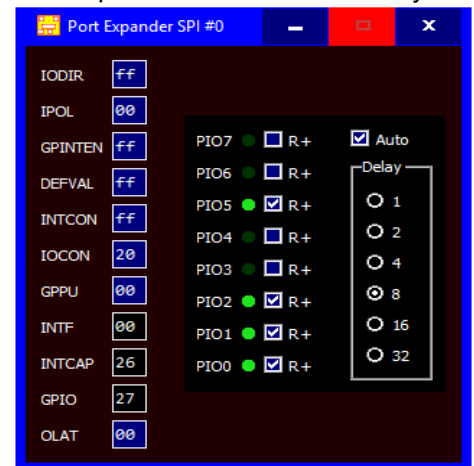 Port Expander SPI #0
IODIR ff
IPOL 00
GPINTEN ff
DEFVAL ff
INTCON ff
IOCON 20
GPPU 00
INTF 00
INTCAP 26
GPIO 27
OLAT 00
PIO7 R+
PIO6 R+
PIO5 R+
PIO4 R+
PIO3 R+
PIO2 R+
PIO1 R+
PIO0 R+
Auto
Delay
1
2
4
8
16
32